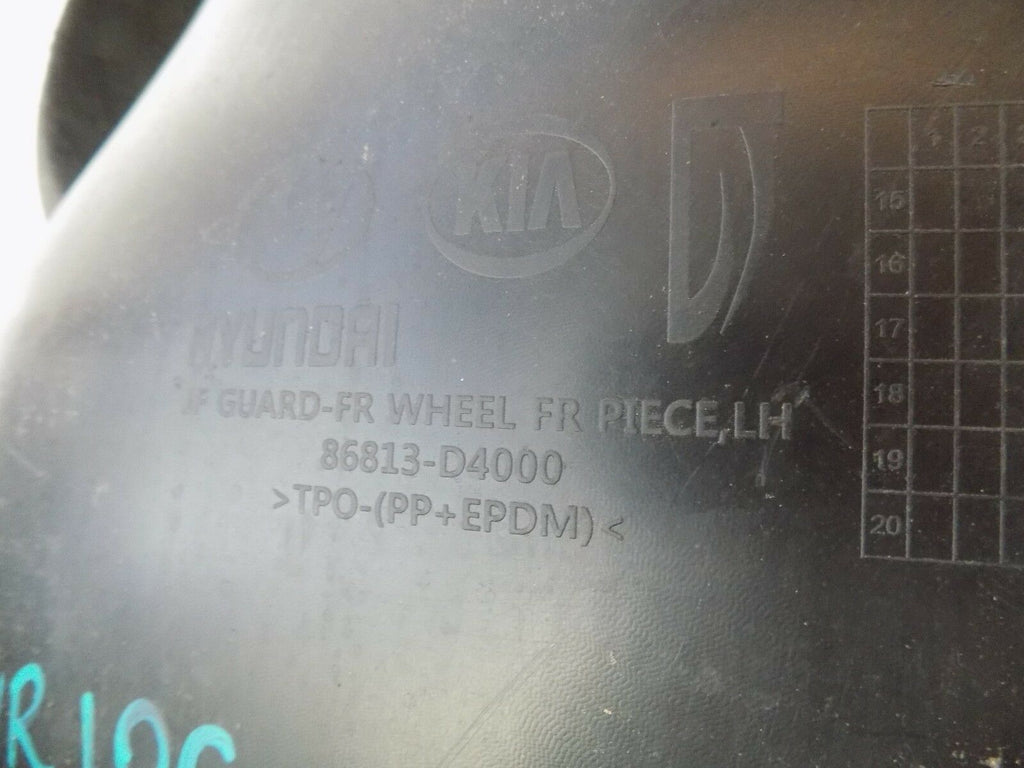 KIA
HYUNDAI
JF GUARD-FR WHEEL FR PIECE,LH
86813-D4000
>TPO-(PP+EPDM)<
1 2
15
16
17
18
19
20